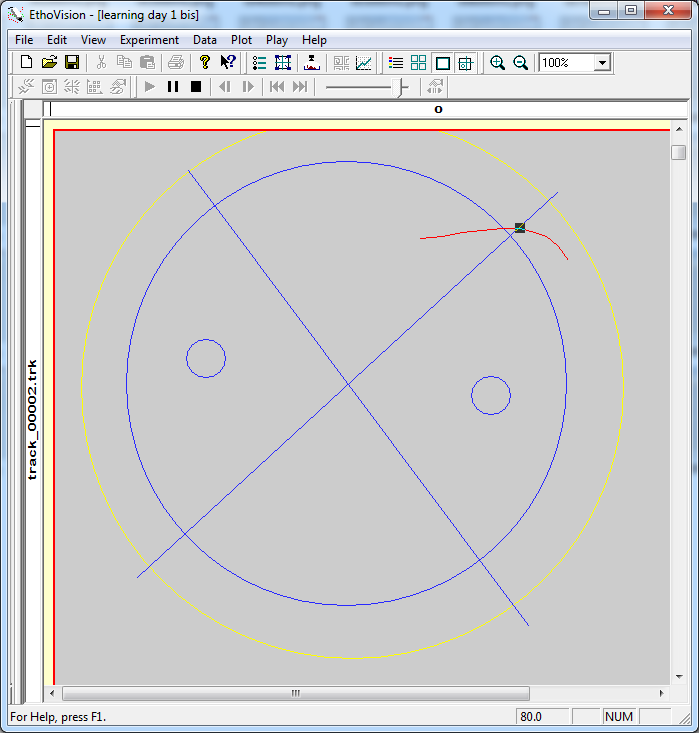 EthoVision - [learning day 1 bis]
File Edit View Experiment Data Plot Play Help
100%
O
track_00002.trk
For Help, press F1.
80.0
NUM